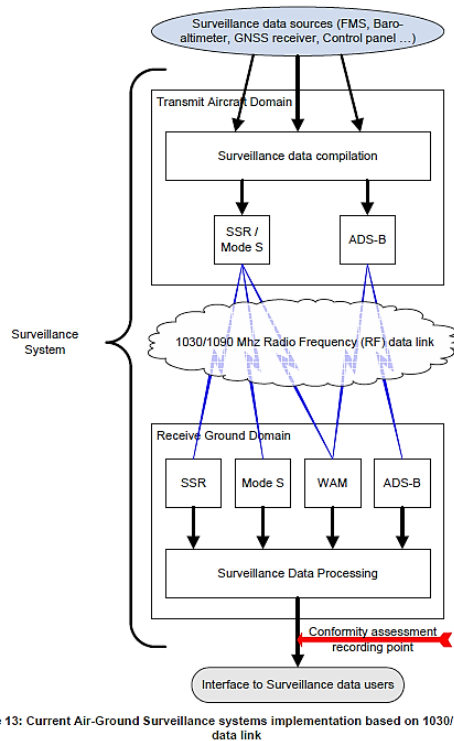 Surveillance data sources (FMS, Baro-
altimeter, GNSS receiver, Control panel …)
Transmit Aircraft Domain
Surveillance data compilation
SSR /
Mode S
ADS-B
Surveillance
System
1030/1090 Mhz Radio Frequency (RF) data link
Receive Ground Domain
SSR
Mode S
WAM
ADS-B
Surveillance Data Processing
Conformity assessment
recording point
Interface to Surveillance data users
e 13: Current Air-Ground Surveillance systems implementation based on 1030/
data link